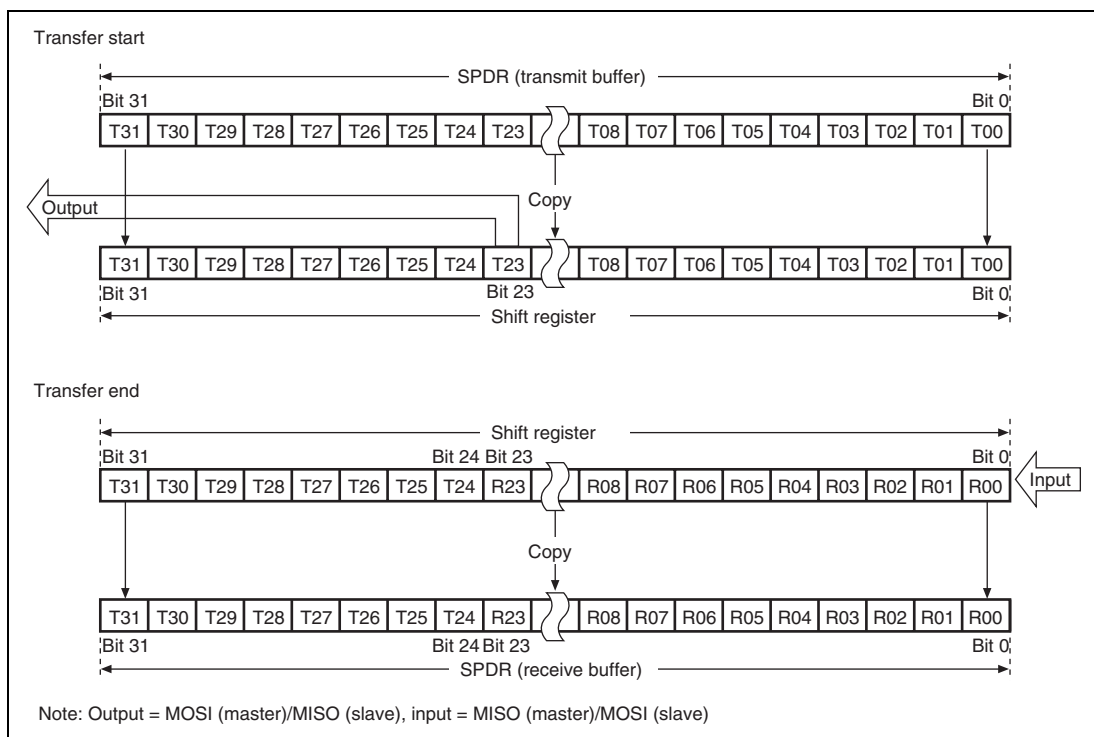 Transfer start
SPDR (transmit buffer)
Bit 31 Bit 0
T31 T30 T29 T28 T27 T26 T25 T24 T23 T08 T07 T06 T05 T04 T03 T02 T01 T00
Copy
Output
T31 T30 T29 T28 T27 T26 T25 T24 T23 T08 T07 T06 T05 T04 T03 T02 T01 T00
Bit 31 Bit 23 Bit 0
Shift register
Transfer end
Shift register
Bit 31 Bit 24 Bit 23 Bit 0
T31 T30 T29 T28 T27 T26 T25 T24 R23 R08 R07 R06 R05 R04 R03 R02 R01 R00 Input
Copy
T31 T30 T29 T28 T27 T26 T25 T24 R23 R08 R07 R06 R05 R04 R03 R02 R01 R00
Bit 31 Bit 24 Bit 23 Bit 0
SPDR (receive buffer)
Note: Output = MOSI (master)/MISO (slave), input = MISO (master)/MOSI (slave)